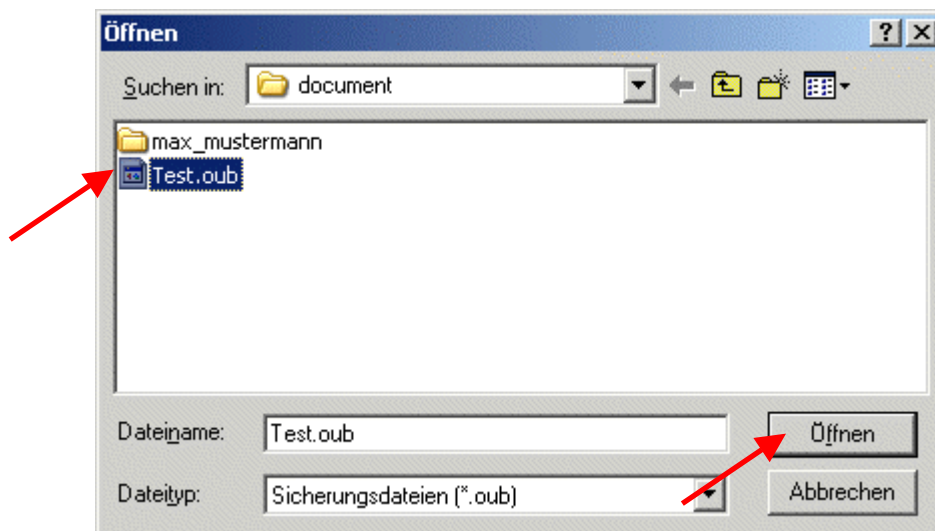 Öffnen
Suchen in: document
max_mustermann
Test.oub
Dateiname: Test.oub Öffnen
Dateityp: Sicherungsdateien (*.oub) Abbrechen